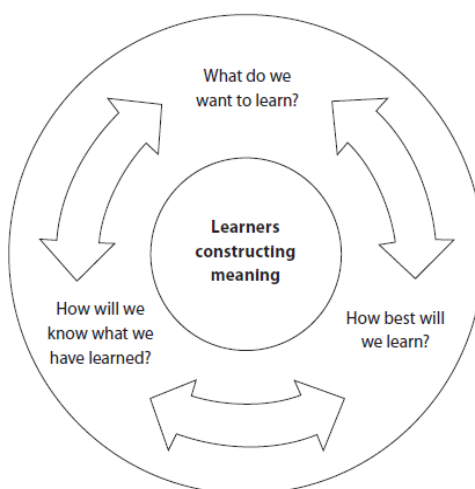 What do we
want to learn?
Learners
constructing
meaning
How will we
know what we
have learned?
How best will
we learn?